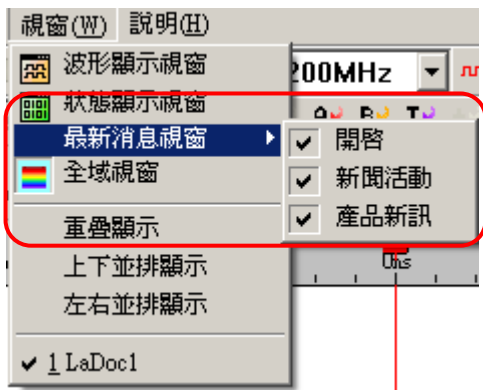 視窗(W) 說明(H)
波形顯示視窗
200MHz
狀態顯示視窗
最新消息視窗
開啓
全域視窗
新聞活動
產品新訊
重疊顯示
上下並排顯示
左右並排顯示
✓ 1 LaDoc1